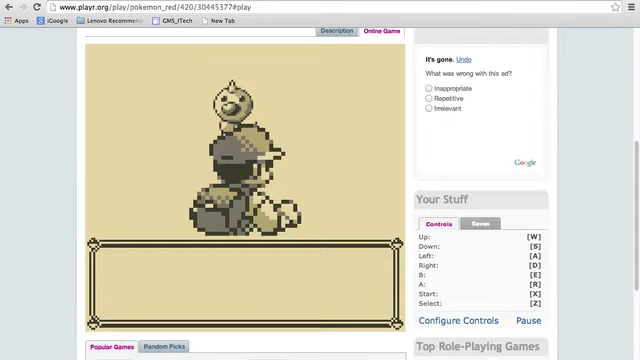 www.playr.org/play/pokemon_red/420/30445377#play
Apps
iGoogle
Lenovo Recommen
GMS_ITech
New Tab
Description
Online Game
It's gone. Undo
What was wrong with this ad?
Inappropriate
Repetitive
Irrelevant
Google
Your Stuff
Controls
Saves
Up: [W]
Down: [S]
Left: [A]
Right: [D]
B: [E]
A: [R]
Start: [X]
Select: [Z]
Configure Controls
Pause
Popular Games
Random Picks
Top Role-Playing Games